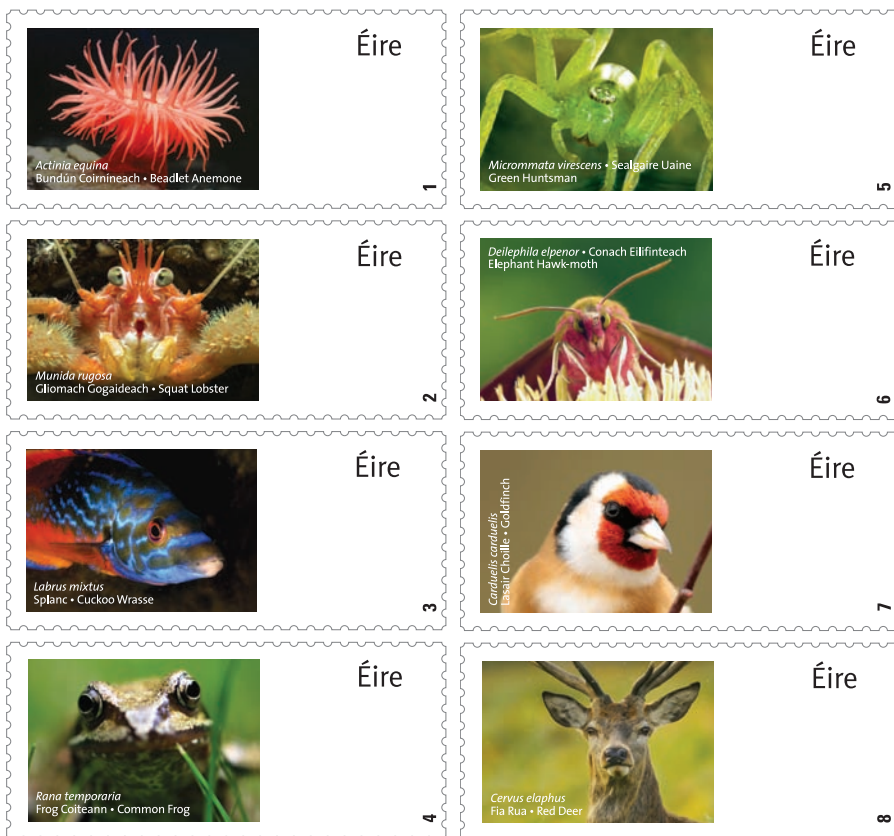 Éire
Actinia equina
Bundún Coirníneach • Beadlet Anemone
1
Éire
Munida rugosa
Gliomach Gogaideach • Squat Lobster
2
Éire
Labrus mixtus
Splanc • Cuckoo Wrasse
3
Éire
Rana temporaria
Frog Coiteann • Common Frog
4
Éire
Micrommata virescens • Sealgaire Uaine
Green Huntsman
5
Éire
Deilephila elpenor • Conach Eilifinteach
Elephant Hawk-moth
6
Éire
Carduelis carduelis
Lasair Choille • Goldfinch
7
Éire
Cervus elaphus
Fia Rua • Red Deer
8